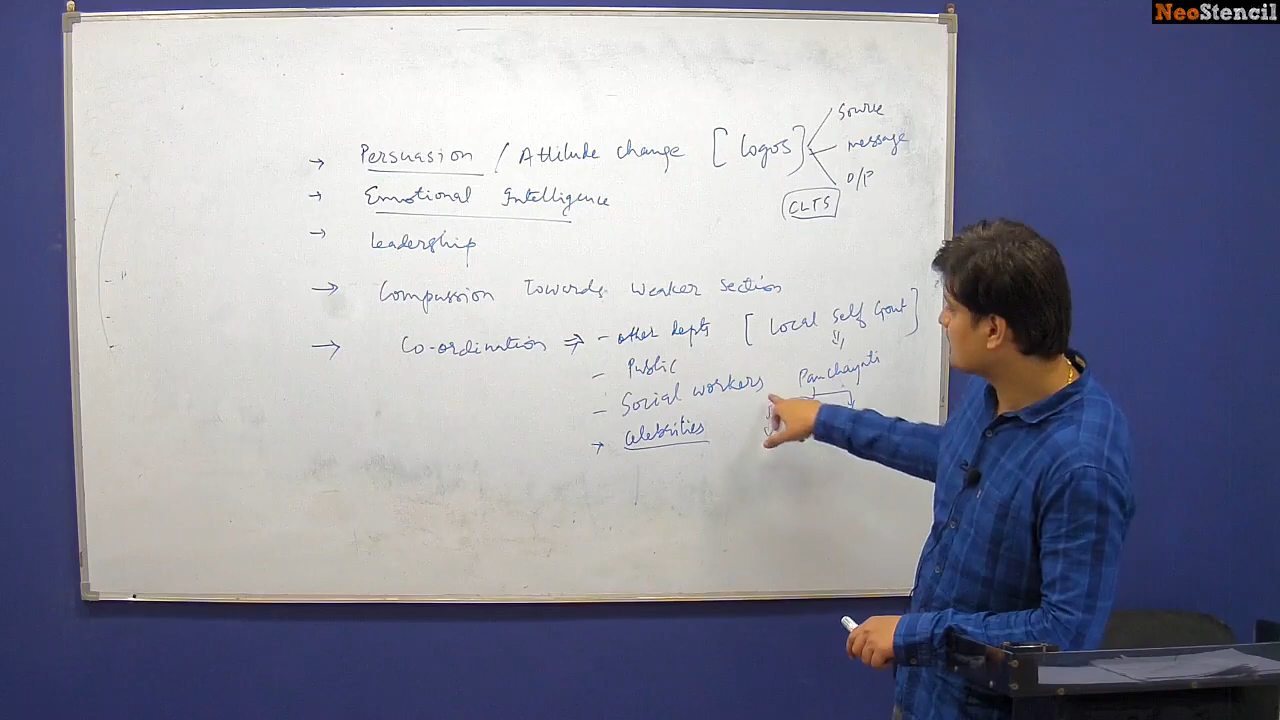 NeoStencil
Source
→ Persuasion / Attitude change [ Logos ] message
O/P
→ Emotional Intelligence
CLTS
→ Leadership
→ Compassion Towards weaker section
→ Co-ordination ⇒ - other depts [ Local Self Govt ]
- Public Panchayati
- Social workers
→ celebrities